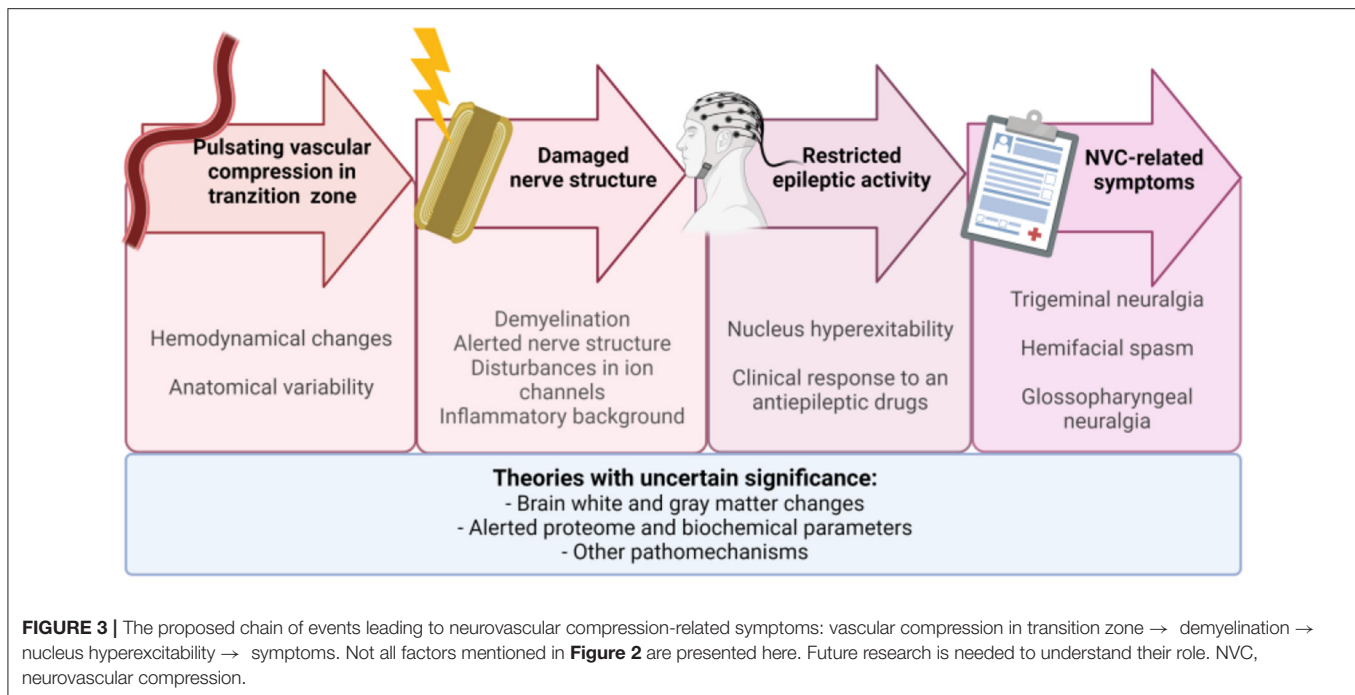 Pulsating vascular
compression in
tranzition zone
Damaged
nerve structure
Restricted
epileptic activity
NVC-related
symptoms
Hemodynamical changes
Anatomical variability
Demyelination
Alerted nerve structure
Disturbances in ion
channels
Inflammatory background
Nucleus hyperexitability
Clinical response to an
antiepileptic drugs
Trigeminal neuralgia
Hemifacial spasm
Glossopharyngeal
neuralgia
Theories with uncertain significance:
- Brain white and gray matter changes
- Alerted proteome and biochemical parameters
- Other pathomechanisms
FIGURE 3 | The proposed chain of events leading to neurovascular compression-related symptoms: vascular compression in transition zone → demyelination →
nucleus hyperexcitability → symptoms. Not all factors mentioned in Figure 2 are presented here. Future research is needed to understand their role. NVC,
neurovascular compression.